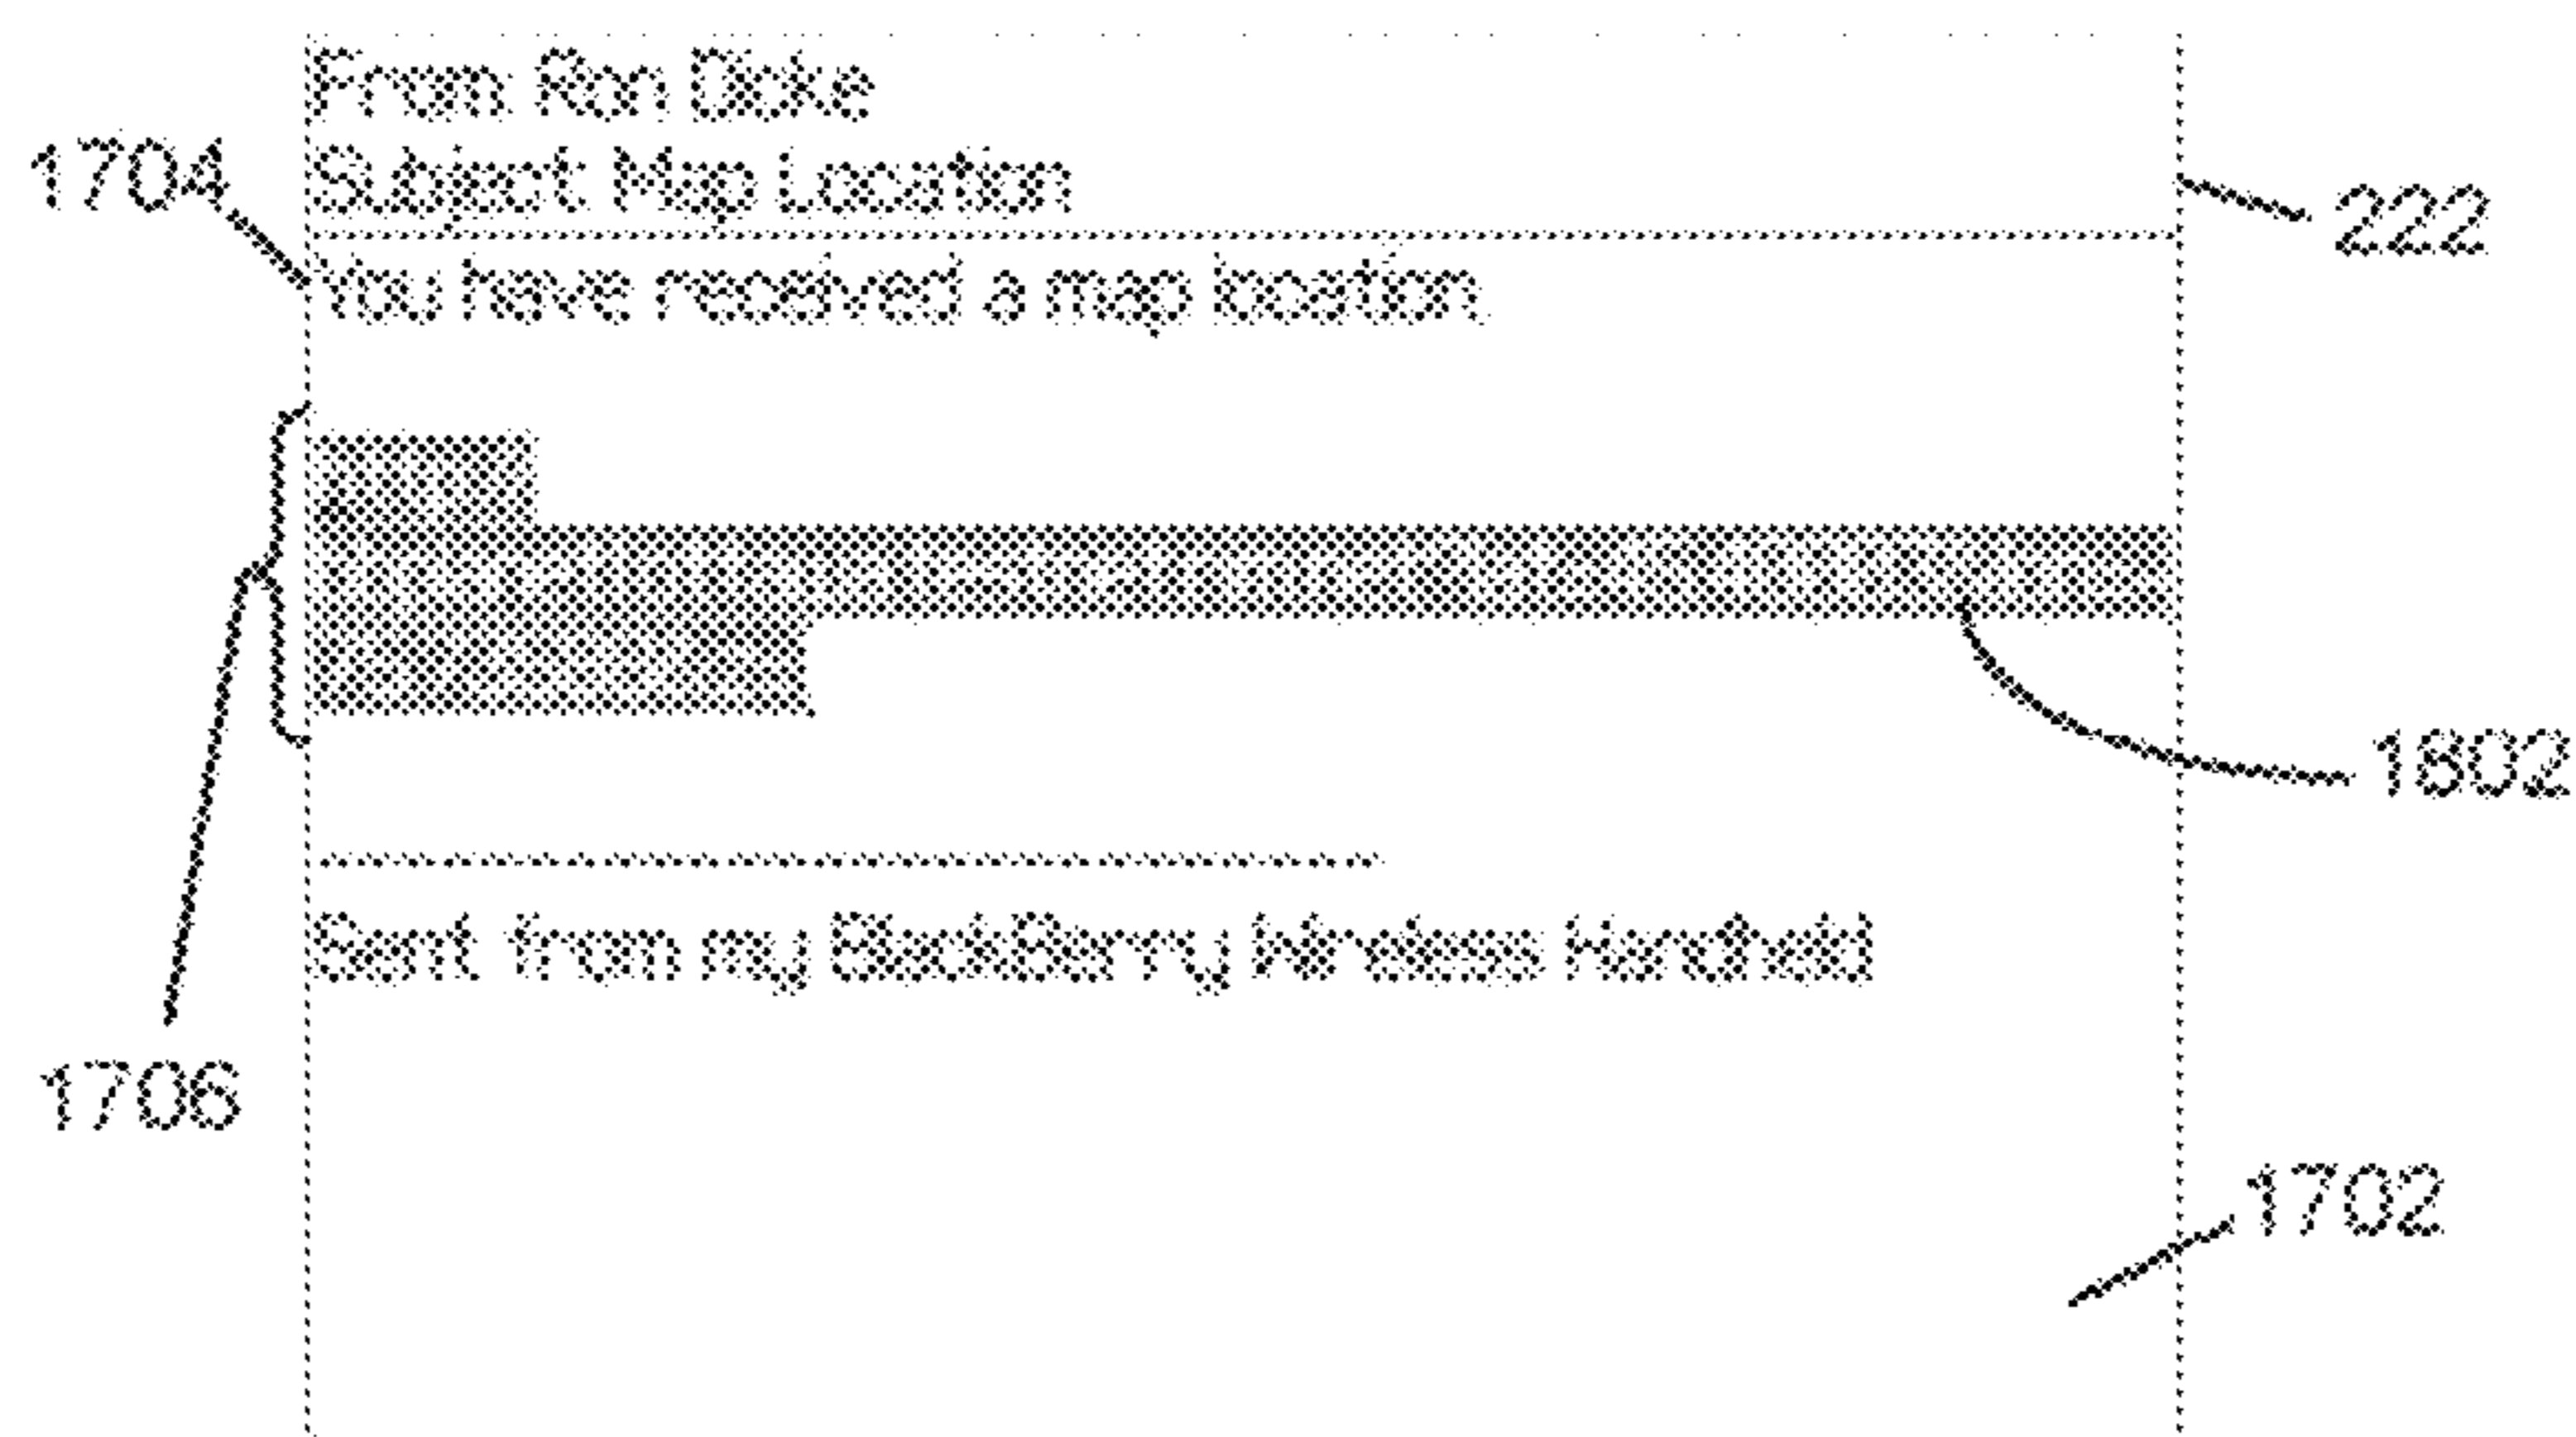 From Ron Dicke
1704
Subject Map Location
222
You have received a map location.
1802
Sent from my BlackBerry Wireless Handheld
1706
1702